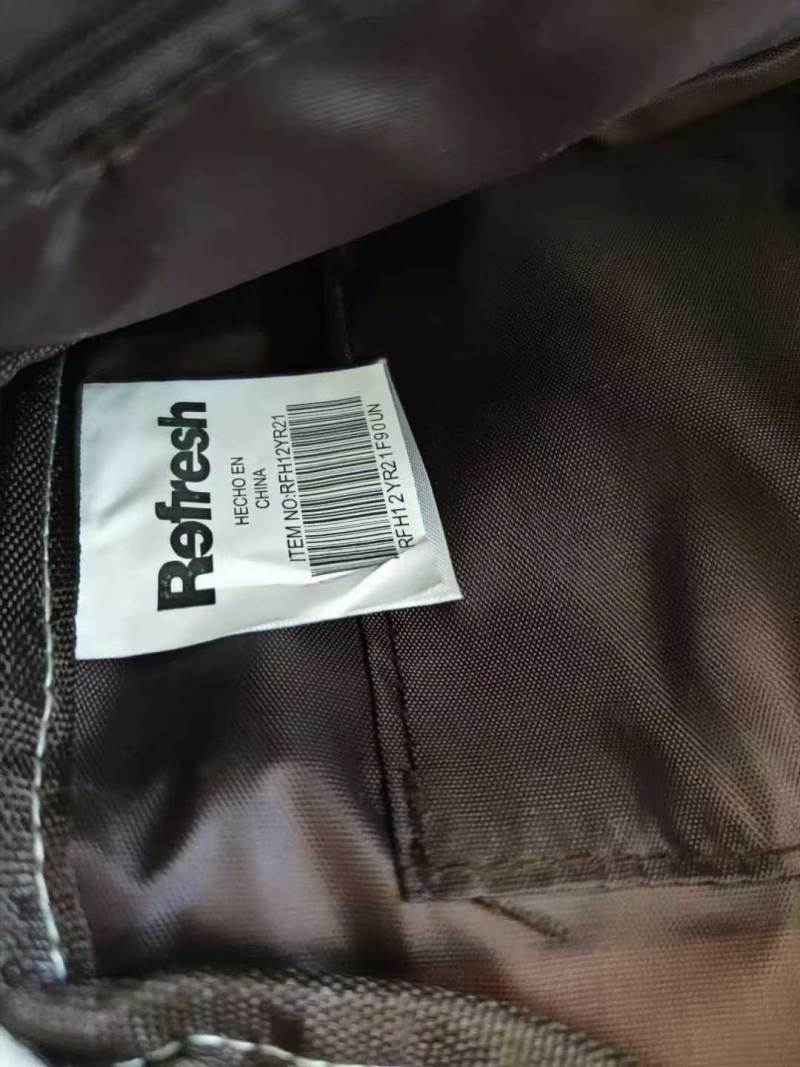 Refresh
HECHO EN
CHINA
ITEM NO:RFH12YR21
RFH12YR21F90UN